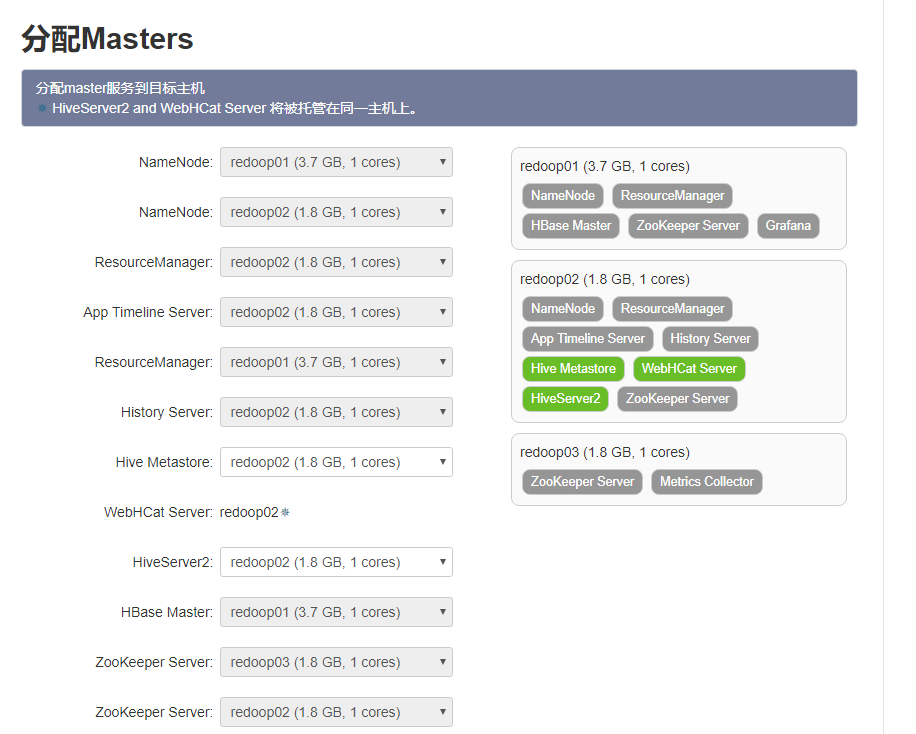 分配Masters
分配master服务到目标主机
* HiveServer2 and WebHCat Server 将被托管在同一主机上。
NameNode: redoop01 (3.7 GB, 1 cores)
NameNode: redoop02 (1.8 GB, 1 cores)
ResourceManager: redoop02 (1.8 GB, 1 cores)
App Timeline Server: redoop02 (1.8 GB, 1 cores)
ResourceManager: redoop01 (3.7 GB, 1 cores)
History Server: redoop02 (1.8 GB, 1 cores)
Hive Metastore: redoop02 (1.8 GB, 1 cores)
WebHCat Server: redoop02*
HiveServer2: redoop02 (1.8 GB, 1 cores)
HBase Master: redoop01 (3.7 GB, 1 cores)
ZooKeeper Server: redoop03 (1.8 GB, 1 cores)
ZooKeeper Server: redoop02 (1.8 GB, 1 cores)
redoop01 (3.7 GB, 1 cores)
NameNode ResourceManager
HBase Master ZooKeeper Server Grafana
redoop02 (1.8 GB, 1 cores)
NameNode ResourceManager
App Timeline Server History Server
Hive Metastore WebHCat Server
HiveServer2 ZooKeeper Server
redoop03 (1.8 GB, 1 cores)
ZooKeeper Server Metrics Collector